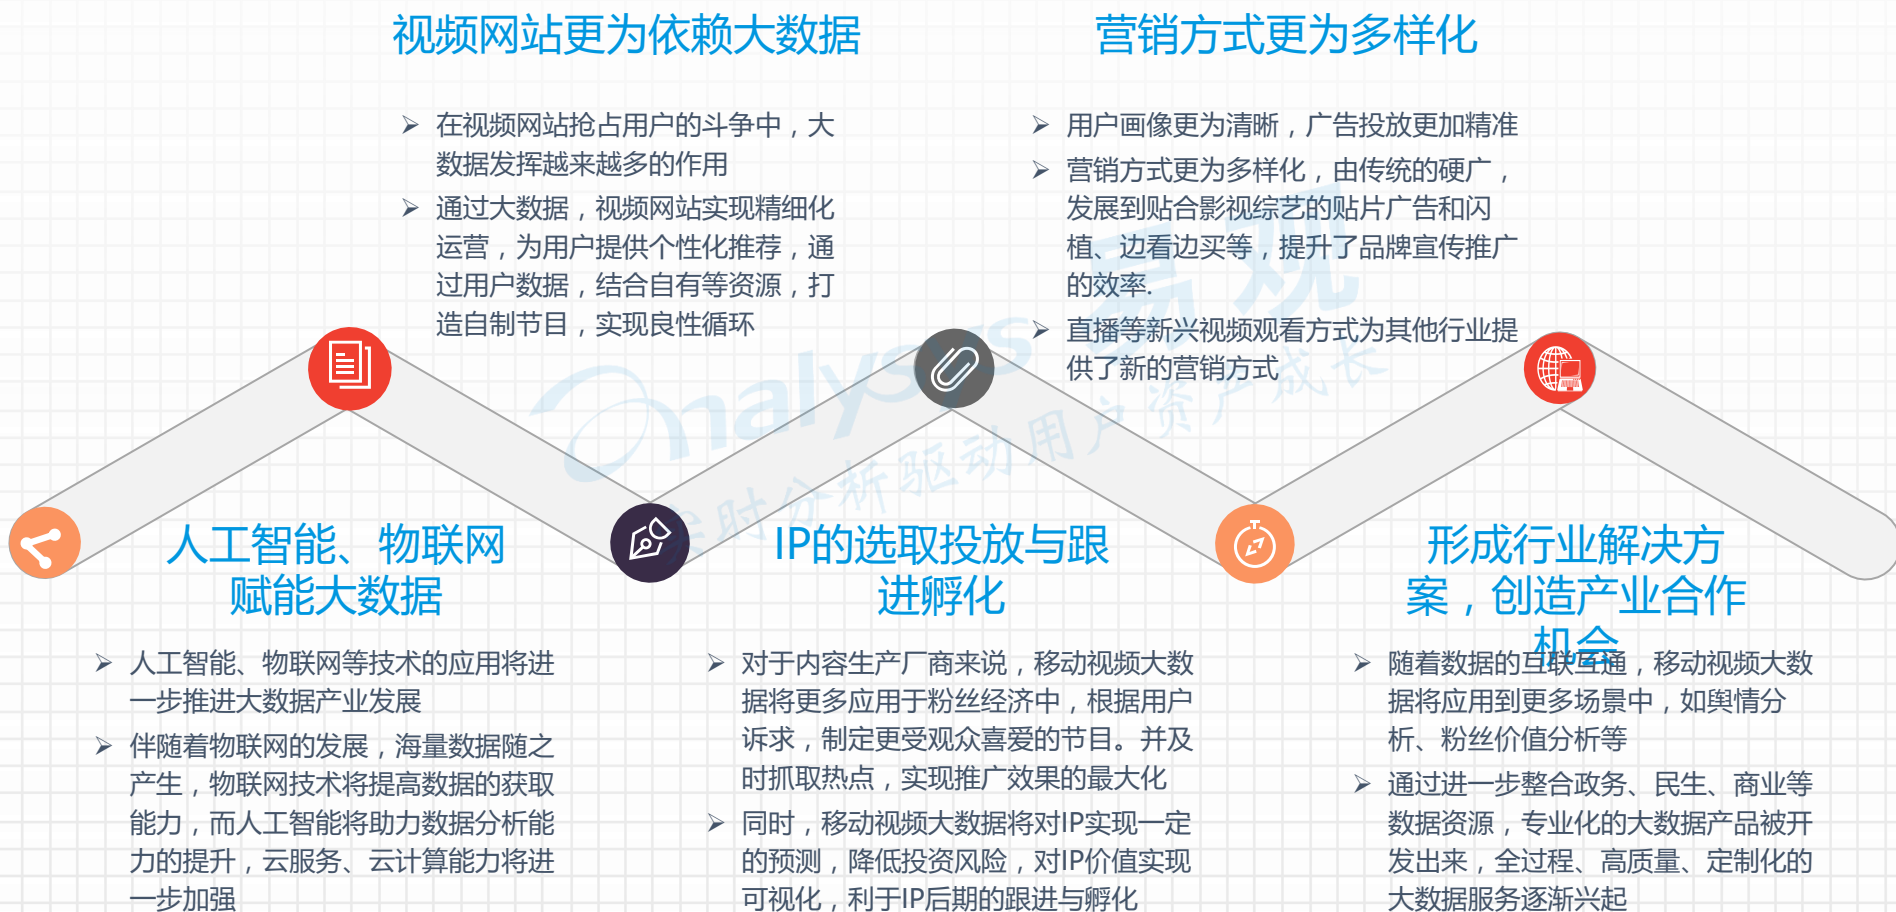 视频网站更为依赖大数据
在视频网站抢占用户的斗争中，大
数据发挥越来越多的作用
通过大数据，视频网站实现精细化
运营，为用户提供个性化推荐，通
过用户数据，结合自有等资源，打
造自制节目，实现良性循环
营销方式更为多样化
用户画像更为清晰，广告投放更加精准
营销方式更为多样化，由传统的硬广，
发展到贴合影视综艺的贴片广告和闪
植、边看边买等，提升了品牌宣传推广
的效率.
直播等新兴视频观看方式为其他行业提
供了新的营销方式
易观
analysys
实时分析驱动用户资产成长
人工智能、物联网
赋能大数据
人工智能、物联网等技术的应用将进
一步推进大数据产业发展
伴随着物联网的发展，海量数据随之
产生，物联网技术将提高数据的获取
能力，而人工智能将助力数据分析能
力的提升，云服务、云计算能力将进
一步加强
IP的选取投放与跟
进孵化
对于内容生产厂商来说，移动视频大数
据将更多应用于粉丝经济中，根据用户
诉求，制定更受观众喜爱的节目。并及
时抓取热点，实现推广效果的最大化
同时，移动视频大数据将对IP实现一定
的预测，降低投资风险，对IP价值实现
可视化，利于IP后期的跟进与孵化
形成行业解决方
案，创造产业合作
机会
随着数据的互联互通，移动视频大数
据将应用到更多场景中，如舆情分
析、粉丝价值分析等
通过进一步整合政务、民生、商业等
数据资源，专业化的大数据产品被开
发出来，全过程、高质量、定制化的
大数据服务逐渐兴起